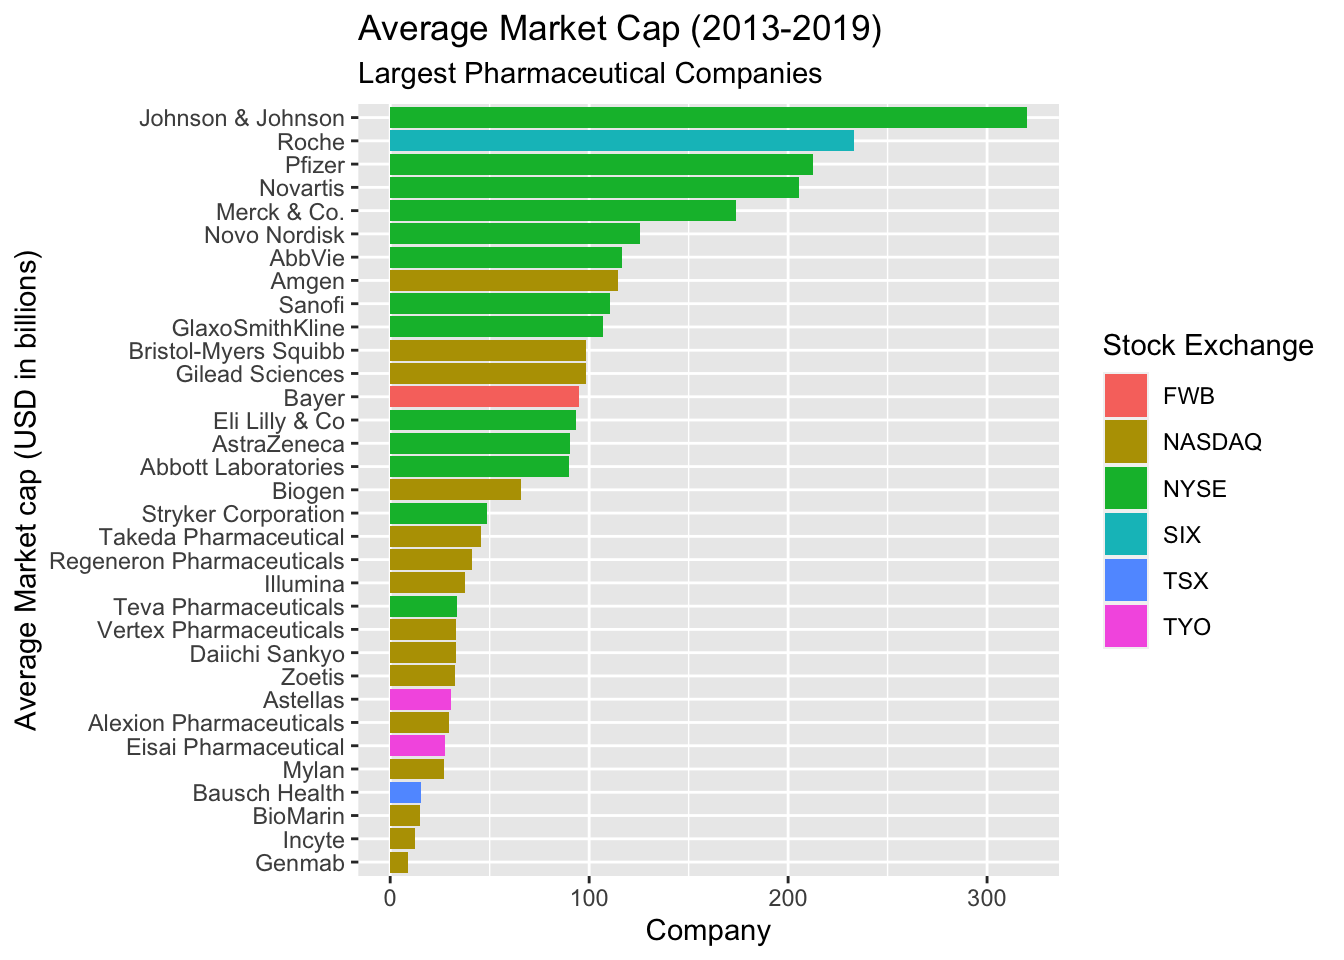 Average Market Cap (2013-2019)
Largest Pharmaceutical Companies
Average Market cap (USD in billions)
Johnson & Johnson
Roche
Pfizer
Novartis
Merck & Co.
Novo Nordisk
AbbVie
Amgen
Sanofi
GlaxoSmithKline
Bristol-Myers Squibb
Gilead Sciences
Bayer
Eli Lilly & Co
AstraZeneca
Abbott Laboratories
Biogen
Stryker Corporation
Takeda Pharmaceutical
Regeneron Pharmaceuticals
Illumina
Teva Pharmaceuticals
Vertex Pharmaceuticals
Daiichi Sankyo
Zoetis
Astellas
Alexion Pharmaceuticals
Eisai Pharmaceutical
Mylan
Bausch Health
BioMarin
Incyte
Genmab
0 100 200 300
Company
Stock Exchange
FWB
NASDAQ
NYSE
SIX
TSX
TYO